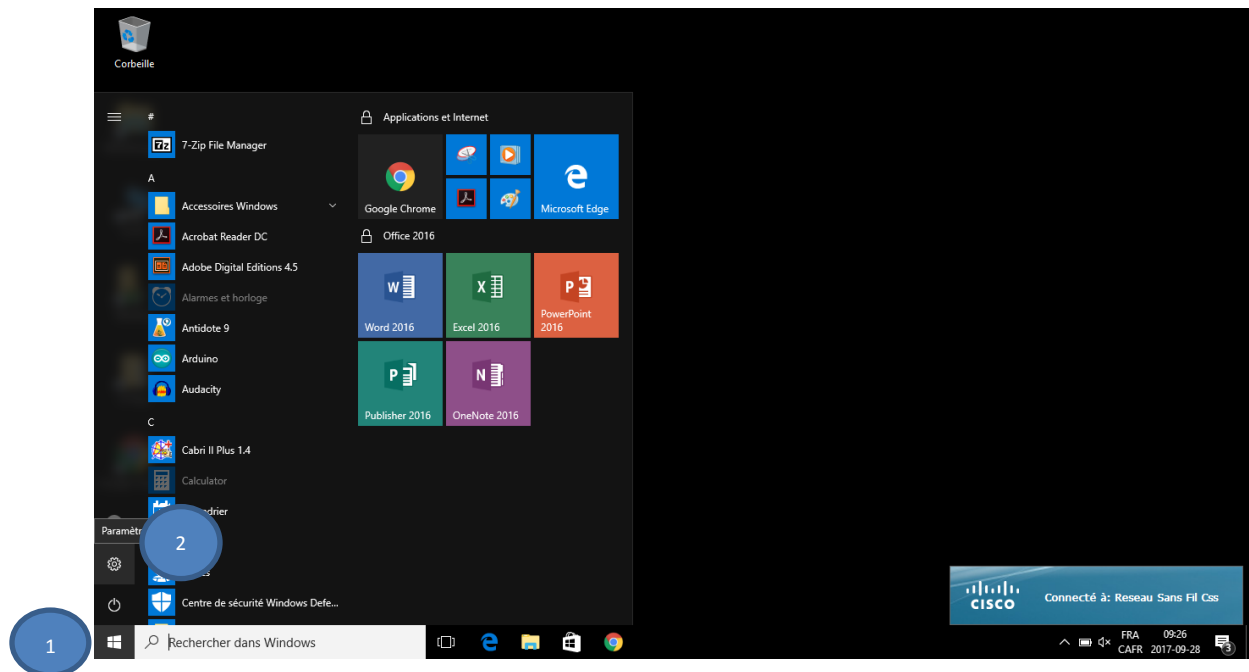 Corbeille
#
7-Zip File Manager
A
Accessoires Windows
Acrobat Reader DC
Adobe Digital Editions 4.5
Alarmes et horloge
Antidote 9
Arduino
Audacity
C
Cabri II Plus 1.4
Calculator
drier
Paramètr
2
Centre de sécurité Windows Defe...
Applications et Internet
Google Chrome
Microsoft Edge
Office 2016
W
Word 2016
X
Excel 2016
P
PowerPoint
2016
P
Publisher 2016
N
OneNote 2016
CISCO
Connecté à: Reseau Sans Fil Css
1
Rechercher dans Windows
FRA
CAFR
09:26
2017-09-28
3